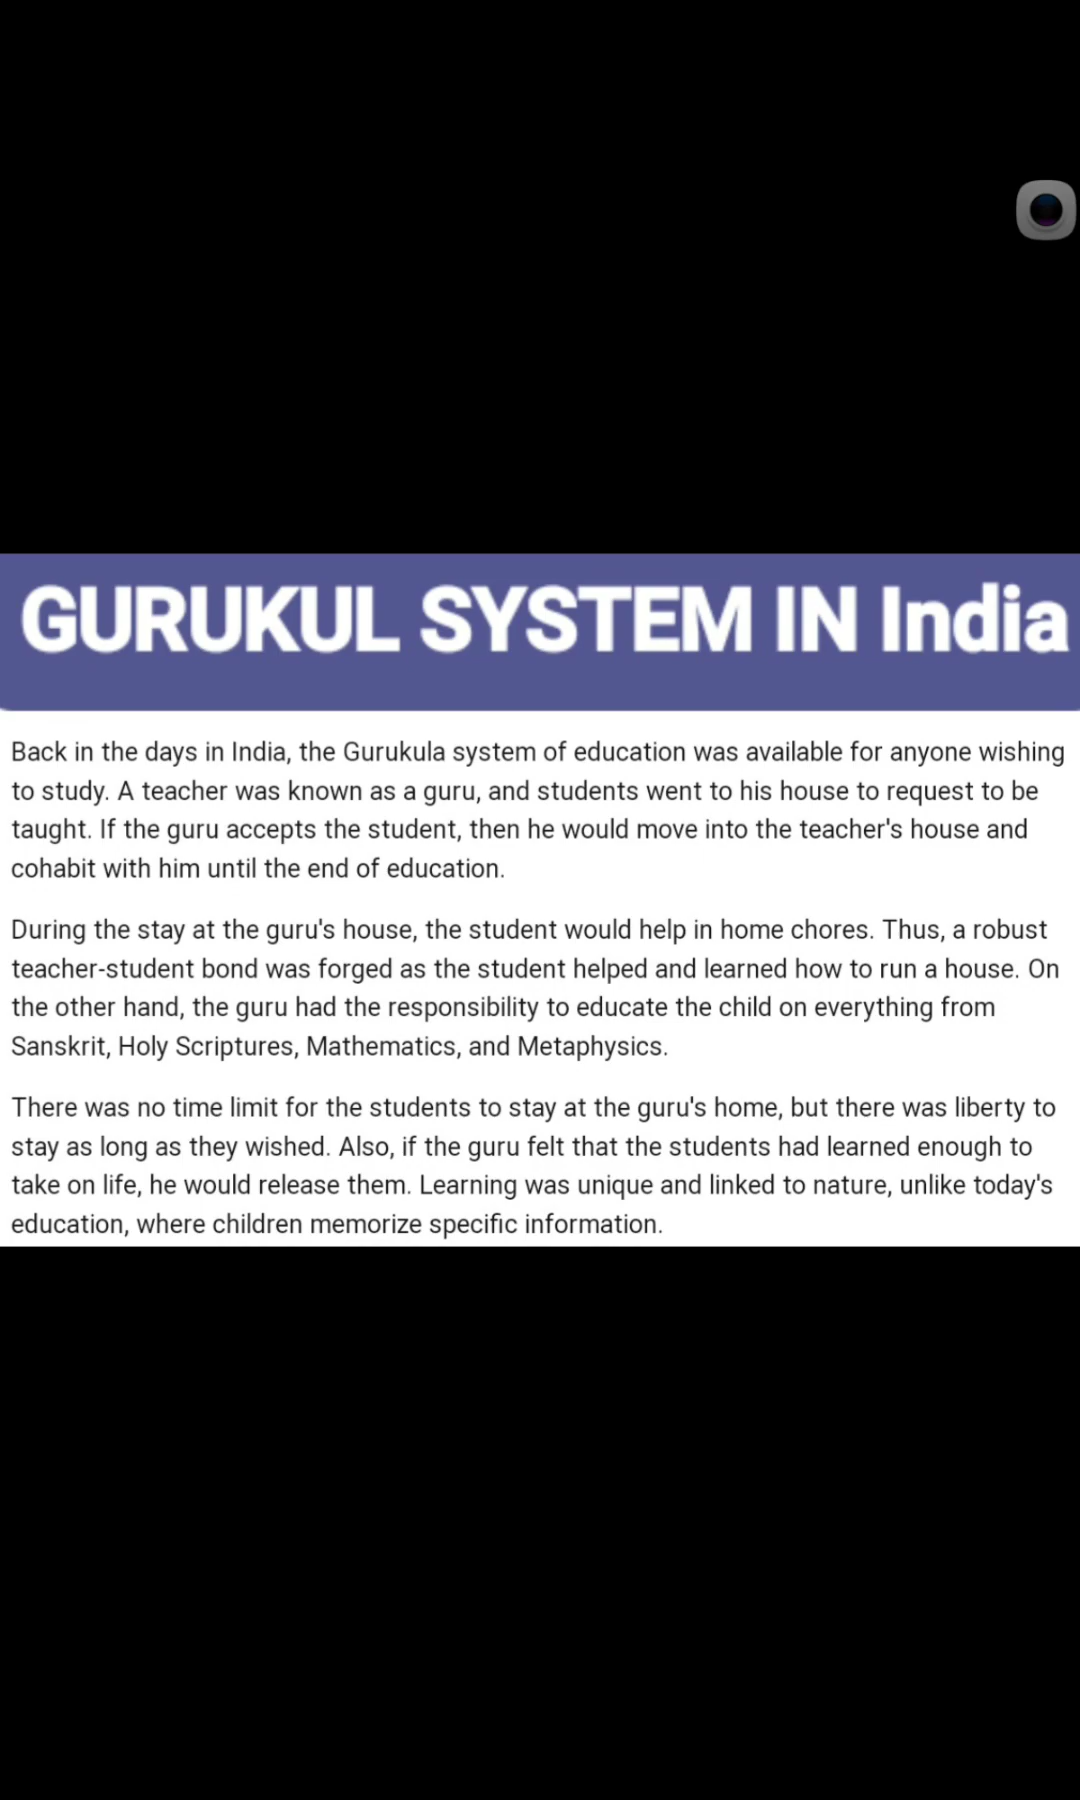 GURUKUL SYSTEM IN India
Back in the days in India, the Gurukula system of education was available for anyone wishing
to study. A teacher was known as a guru, and students went to his house to request to be
taught. If the guru accepts the student, then he would move into the teacher's house and
cohabit with him until the end of education.
During the stay at the guru's house, the student would help in home chores. Thus, a robust
teacher-student bond was forged as the student helped and learned how to run a house. On
the other hand, the guru had the responsibility to educate the child on everything from
Sanskrit, Holy Scriptures, Mathematics, and Metaphysics.
There was no time limit for the students to stay at the guru's home, but there was liberty to
stay as long as they wished. Also, if the guru felt that the students had learned enough to
take on life, he would release them. Learning was unique and linked to nature, unlike today's
education, where children memorize specific information.